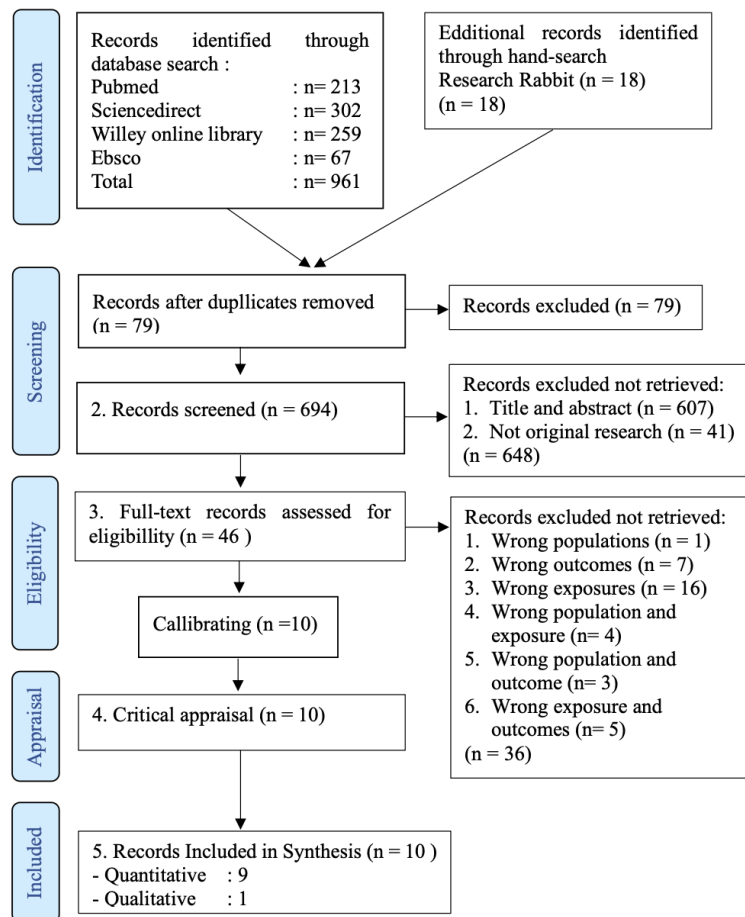 Identification
Records identified through
database search :
Pubmed : n= 213
Sciencedirect : n= 302
Willey online library : n= 259
Ebsco : n= 67
Total : n= 961
Edditional records identified
through hand-search
Research Rabbit (n = 18)
(n = 18)
Screening
Records after dupllicates removed
(n = 79)
Records excluded (n = 79)
2. Records screened (n = 694)
Records excluded not retrieved:
1. Title and abstract (n = 607)
2. Not original research (n = 41)
(n = 648)
Eligibility
3. Full-text records assessed for
eligibillity (n = 46 )
Records excluded not retrieved:
1. Wrong populations (n = 1)
2. Wrong outcomes (n = 7)
3. Wrong exposures (n = 16)
4. Wrong population and
exposure (n= 4)
5. Wrong population and
outcome (n= 3)
6. Wrong exposure and
outcomes (n= 5)
(n = 36)
Callibrating (n =10)
Appraisal
4. Critical appraisal (n = 10)
Included
5. Records Included in Synthesis (n = 10 )
- Quantitative : 9
- Qualitative : 1